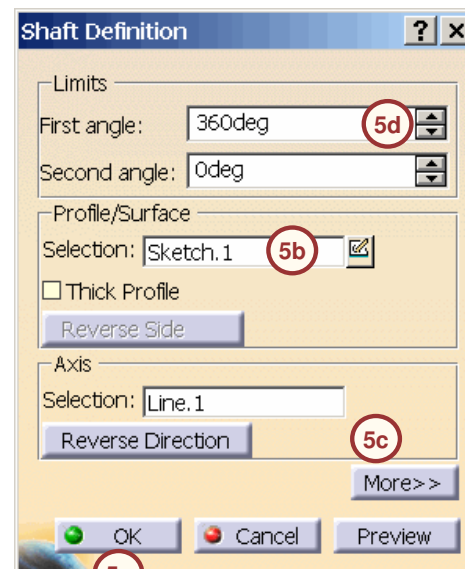 Shaft Definition ? x
Limits
First angle: 360deg 5d
Second angle: 0deg
Profile/Surface
Selection: Sketch.1 5b
Thick Profile
Reverse Side
Axis
Selection: Line.1
Reverse Direction 5c
More>>
OK Cancel Preview